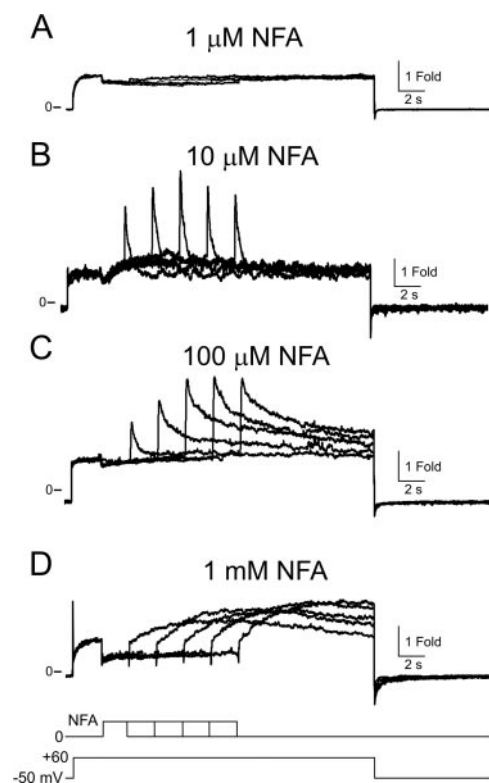 A
1 μM NFA
1 Fold
0
2 s
B
10 μM NFA
1 Fold
0
2 s
C
100 μM NFA
1 Fold
0
2 s
D
1 mM NFA
1 Fold
0
2 s
NFA
0
+60
-50 mV